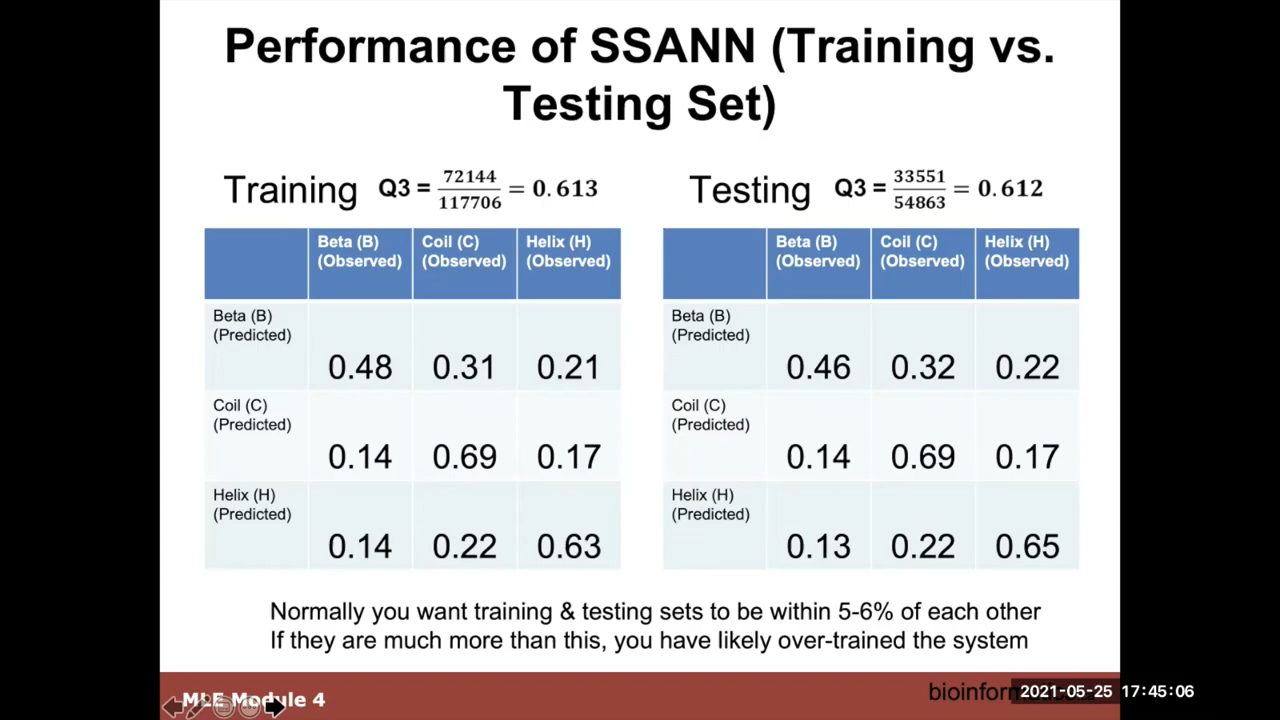 Performance of SSANN (Training vs.
Testing Set)
Training Q3 = 72144/117706 = 0.613
Testing Q3 = 33551/54863 = 0.612
Beta (B) (Observed) Coil (C) (Observed) Helix (H) (Observed)
Beta (B) (Predicted) 0.48 0.31 0.21
Coil (C) (Predicted) 0.14 0.69 0.17
Helix (H) (Predicted) 0.14 0.22 0.63
Beta (B) (Observed) Coil (C) (Observed) Helix (H) (Observed)
Beta (B) (Predicted) 0.46 0.32 0.22
Coil (C) (Predicted) 0.14 0.69 0.17
Helix (H) (Predicted) 0.13 0.22 0.65
Normally you want training & testing sets to be within 5-6% of each other
If they are much more than this, you have likely over-trained the system
MLE Module 4
2021-05-25 17:45:06